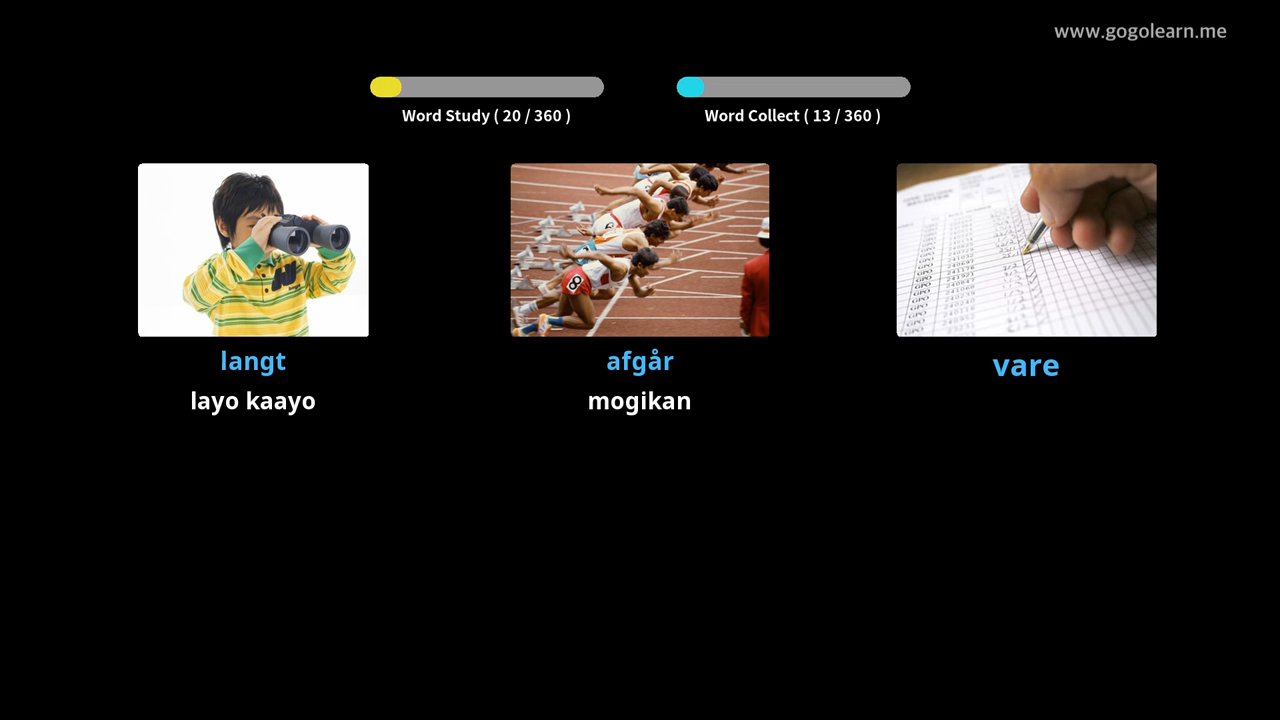 www.gogolearn.me
Word Study ( 20 / 360 )
Word Collect ( 13 / 360 )
langt
afgår
vare
layo kaayo
mogikan